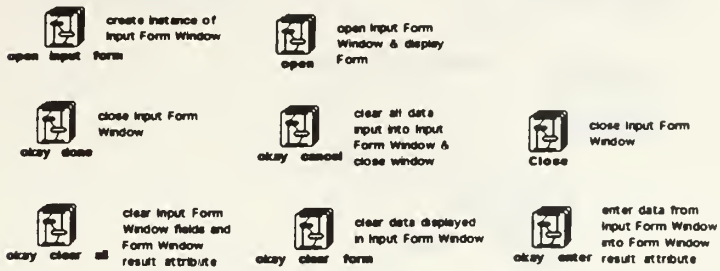 create instance of
Input Form Window
open input form
open Input Form
Window & display
Form
open
close Input Form
Window
okay done
clear all data
input into Input
Form Window &
close window
okay cancel
close Input Form
Window
Close
clear Input Form
Window fields and
Form Window
result attribute
okay clear all
clear data displayed
in Input Form Window
okay clear form
enter data from
Input Form Window
into Form Window
result attribute
okay enter